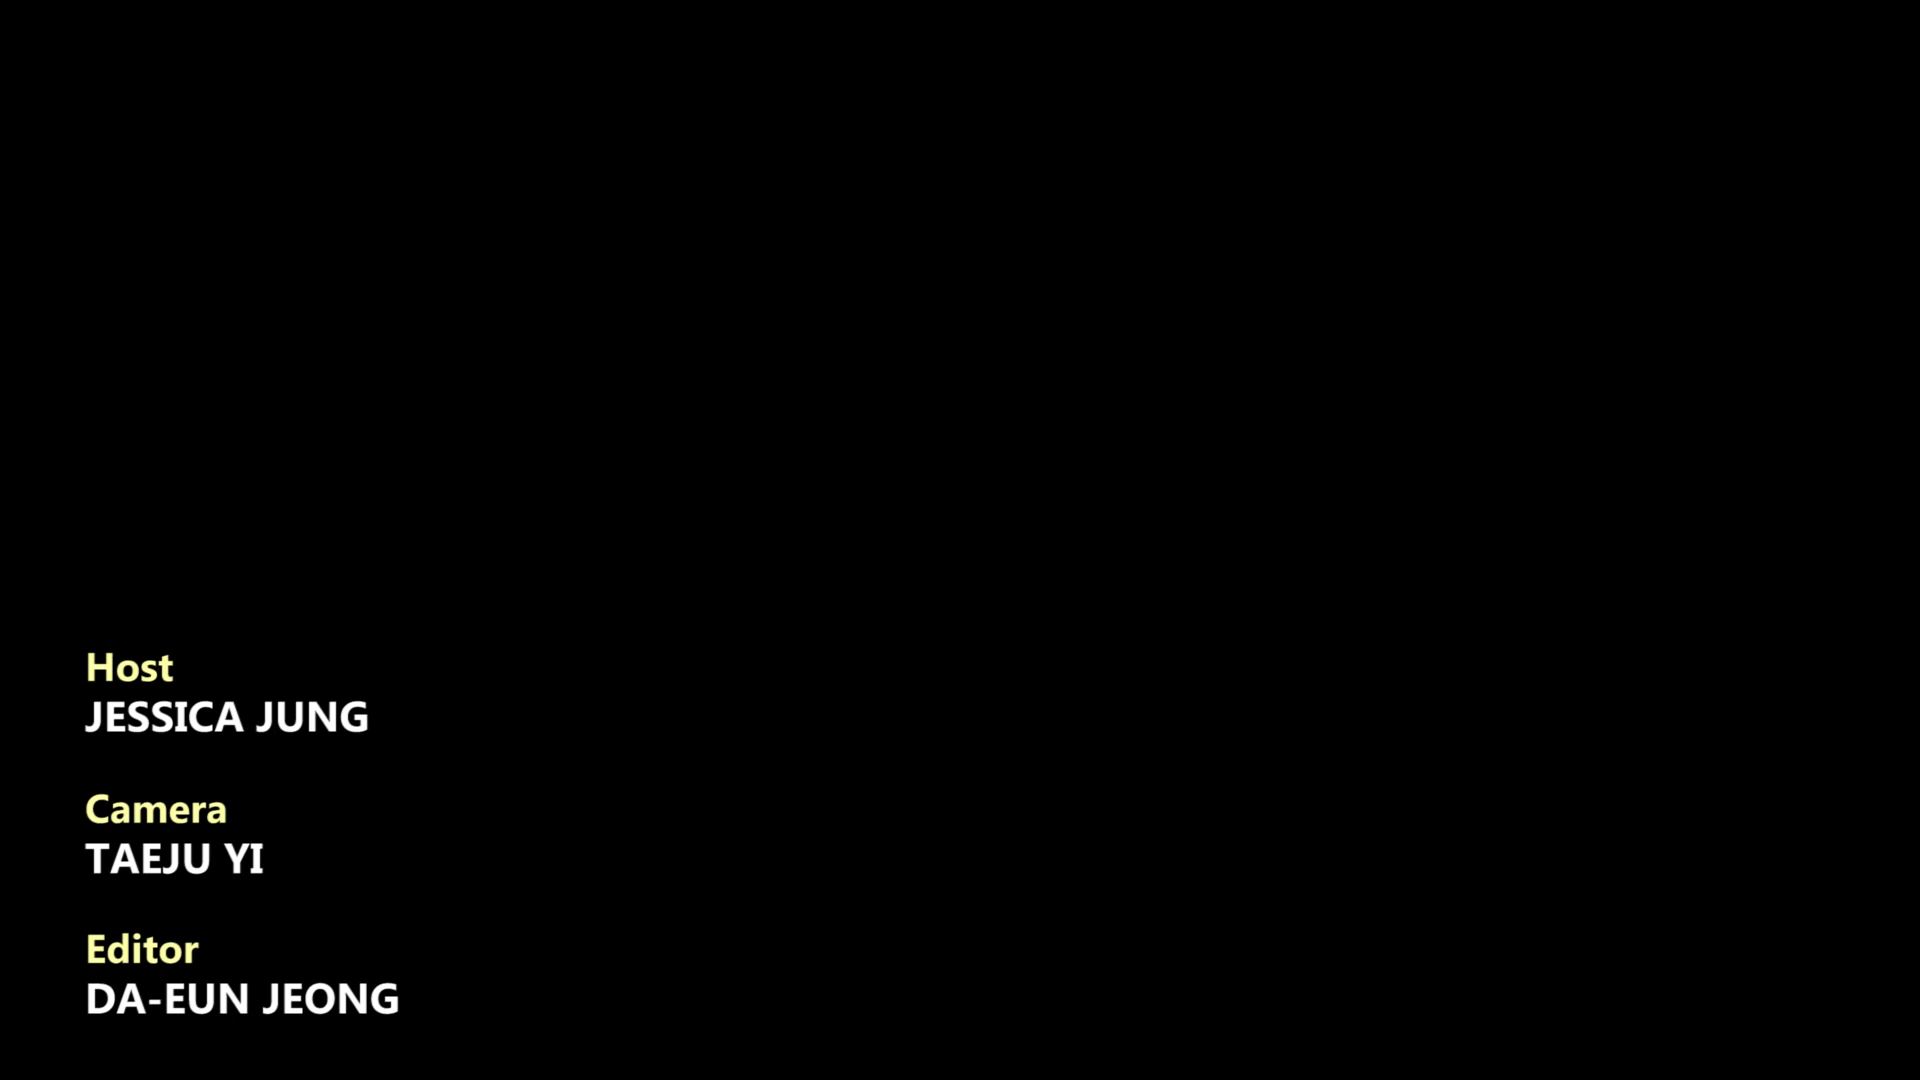 Host
JESSICA JUNG
Camera
TAEJU YI
Editor
DA-EUN JEONG